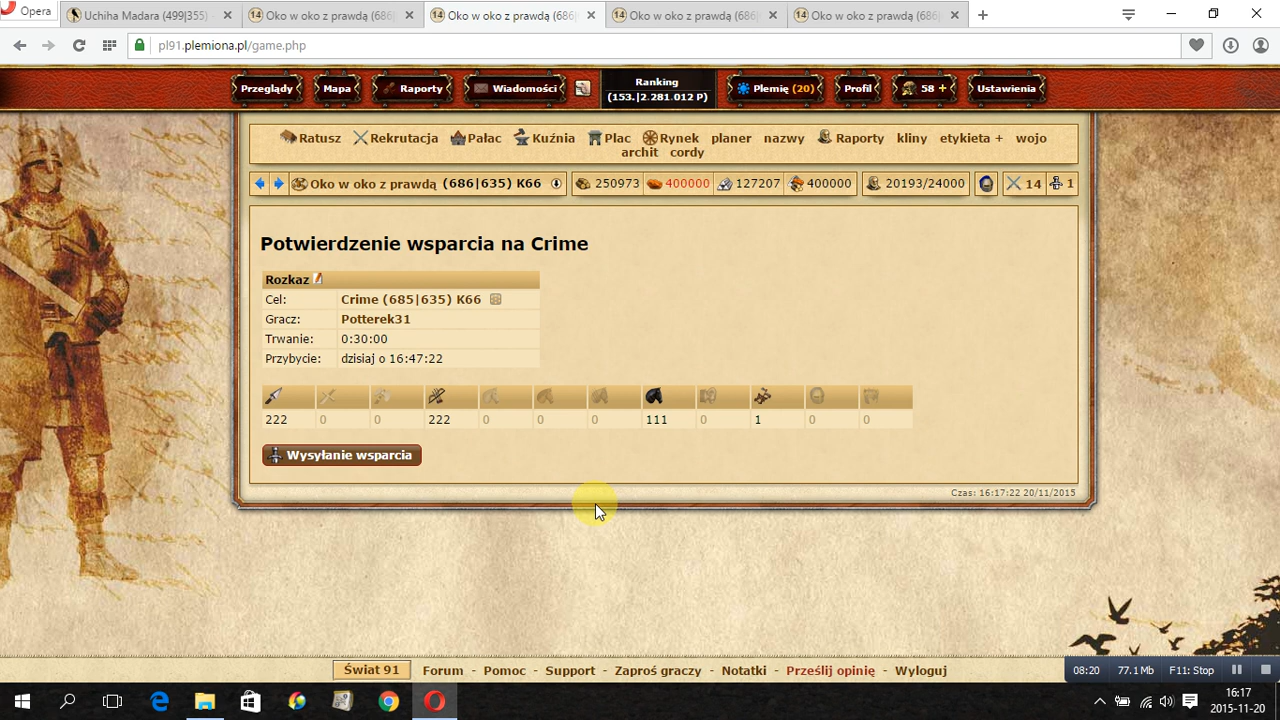 Opera
Uchiha Madara (499|355) -
Oko w oko z prawdą (686|
Oko w oko z prawdą (686|
Oko w oko z prawdą (686|
Oko w oko z prawdą (686|
pl91.plemiona.pl/game.php
Przeglądy
Mapa
Raporty
Wiadomości
Ranking
(153.|2.281.012 P)
Plemię (20)
Profil
58 +
Ustawienia
Ratusz Rekrutacja Pałac Kuźnia Plac Rynek planer nazwy Raporty kliny etykieta + wojo
archit cordy
Oko w oko z prawdą (686|635) K66
250973 400000 127207 400000
20193/24000
14 1
Potwierdzenie wsparcia na Crime
Rozkaz
Cel: Crime (685|635) K66
Gracz: Potterek31
Trwanie: 0:30:00
Przybycie: dzisiaj o 16:47:22
222 0 0 222 0 0 0 111 0 1 0 0
Wysyłanie wsparcia
Czas: 16:17:22 20/11/2015
Świat 91
Forum - Pomoc - Support - Zaproś graczy - Notatki - Prześlij opinię - Wyloguj
08:20 77.1 Mb F11: Stop
16:17
2015-11-20